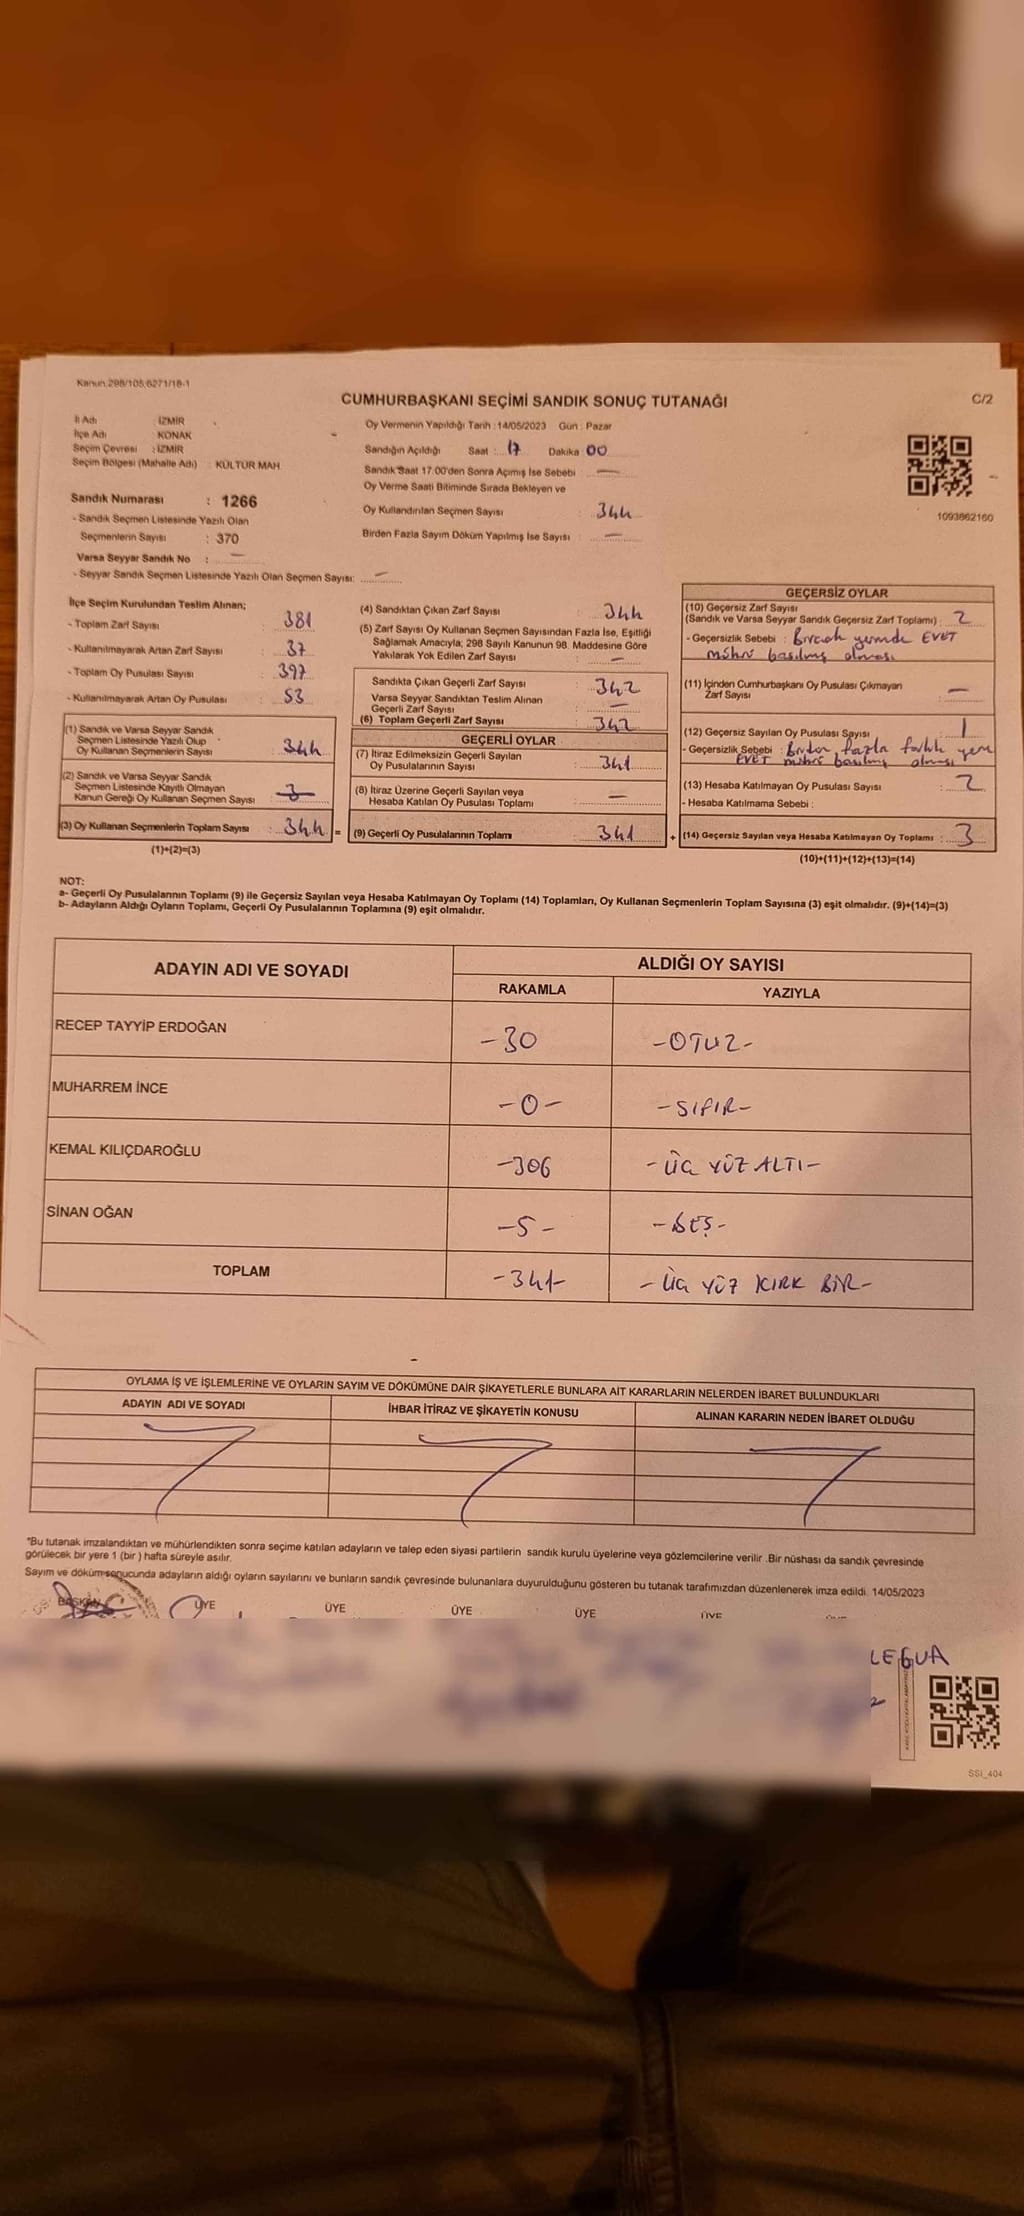 Kanun:298/105,6271/18-1
CUMHURBAŞKANI SEÇİMİ SANDIK SONUÇ TUTANAĞI
C/2
İl Adı : İZMİR
İlçe Adı : KONAK
Seçim Çevresi : İZMİR
Seçim Bölgesi (Mahalle Adı) : KÜLTÜR MAH.
Sandık Numarası : 1266
- Sandık Seçmen Listesinde Yazılı Olan
Seçmenlerin Sayısı : 370
Varsa Seyyar Sandık No : —
- Seyyar Sandık Seçmen Listesinde Yazılı Olan Seçmen Sayısı: —
Oy Vermenin Yapıldığı Tarih : 14/05/2023 Gün : Pazar
Sandığın Açıldığı Saat : 17 Dakika 00
Sandık Saat 17:00'den Sonra Açımış İse Sebebi —
Oy Verme Saati Bitiminde Sırada Bekleyen ve
Oy Kullandırılan Seçmen Sayısı : 344
Birden Fazla Sayım Döküm Yapılmış İse Sayısı : —
1093862160
İlçe Seçim Kurulundan Teslim Alınan;
- Toplam Zarf Sayısı : 381
- Kullanılmayarak Artan Zarf Sayısı : 37
- Toplam Oy Pusulası Sayısı : 397
- Kullanılmayarak Artan Oy Pusulası : 53
(1) Sandık ve Varsa Seyyar Sandık
Seçmen Listesinde Yazılı Olup
Oy Kullanan Seçmenlerin Sayısı : 344
(2) Sandık ve Varsa Seyyar Sandık
Seçmen Listesinde Kayıtlı Olmayan
Kanun Gereği Oy Kullanan Seçmen Sayısı : 3
(3) Oy Kullanan Seçmenlerin Toplam Sayısı : 344 =
(1)+(2)=(3)
(4) Sandıktan Çıkan Zarf Sayısı : 344
(5) Zarf Sayısı Oy Kullanan Seçmen Sayısından Fazla İse, Eşitliği
Sağlamak Amacıyla, 298 Sayılı Kanunun 98. Maddesine Göre
Yakılarak Yok Edilen Zarf Sayısı : —
Sandıkta Çıkan Geçerli Zarf Sayısı : 342
Varsa Seyyar Sandıktan Teslim Alınan
Geçerli Zarf Sayısı : —
(6) Toplam Geçerli Zarf Sayısı : 342
GEÇERLİ OYLAR
(7) İtiraz Edilmeksizin Geçerli Sayılan
Oy Pusulalarının Sayısı : 341
(8) İtiraz Üzerine Geçerli Sayılan veya
Hesaba Katılan Oy Pusulası Toplamı : —
(9) Geçerli Oy Pusulalarının Toplamı : 341 +
GEÇERSİZ OYLAR
(10) Geçersiz Zarf Sayısı
(Sandık ve Varsa Seyyar Sandık Geçersiz Zarf Toplamı) : 2
- Geçersizlik Sebebi : Birçok yerinde EVET
mührü basılmış olması
(11) İçinden Cumhurbaşkanı Oy Pusulası Çıkmayan
Zarf Sayısı : —
(12) Geçersiz Sayılan Oy Pusulası Sayısı : 1
- Geçersizlik Sebebi : Birden fazla farklı yere
EVET mührü basılmış olması
(13) Hesaba Katılmayan Oy Pusulası Sayısı : 2
- Hesaba Katılmama Sebebi :
(14) Geçersiz Sayılan veya Hesaba Katılmayan Oy Toplamı : 3
(10)+(11)+(12)+(13)=(14)
NOT:
a- Geçerli Oy Pusulalarının Toplamı (9) ile Geçersiz Sayılan veya Hesaba Katılmayan Oy Toplamı (14) Toplamları, Oy Kullanan Seçmenlerin Toplam Sayısına (3) eşit olmalıdır. (9)+(14)=(3)
b- Adayların Aldığı Oyların Toplamı, Geçerli Oy Pusulalarının Toplamına (9) eşit olmalıdır.
ADAYIN ADI VE SOYADI
ALDIĞI OY SAYISI
RAKAMLA YAZIYLA
RECEP TAYYİP ERDOĞAN -30 -OTUZ-
MUHARREM İNCE -0- -SIFIR-
KEMAL KILIÇDAROĞLU -306 -ÜÇ YÜZ ALTI-
SİNAN OĞAN -5- -BEŞ-
TOPLAM -341- -ÜÇ YÜZ KIRK BİR-
OYLAMA İŞ VE İŞLEMLERİNE VE OYLARIN SAYIM VE DÖKÜMÜNE DAİR ŞİKAYETLERLE BUNLARA AİT KARARLARIN NELERDEN İBARET BULUNDUKLARI
ADAYIN ADI VE SOYADI İHBAR İTİRAZ VE ŞİKAYETİN KONUSU ALINAN KARARIN NEDEN İBARET OLDUĞU
*Bu tutanak imzalandıktan ve mühürlendikten sonra seçime katılan adayların ve talep eden siyasi partilerin sandık kurulu üyelerine veya gözlemcilerine verilir .Bir nüshası da sandık çevresinde
görülecek bir yere 1 (bir ) hafta süreyle asılır.
Sayım ve döküm sonucunda adayların aldığı oyların sayılarını ve bunların sandık çevresinde bulunanlara duyurulduğunu gösteren bu tutanak tarafımızdan düzenlenerek imza edildi. 14/05/2023
BAŞKAN ÜYE ÜYE ÜYE ÜYE ÜYE
SSI_404